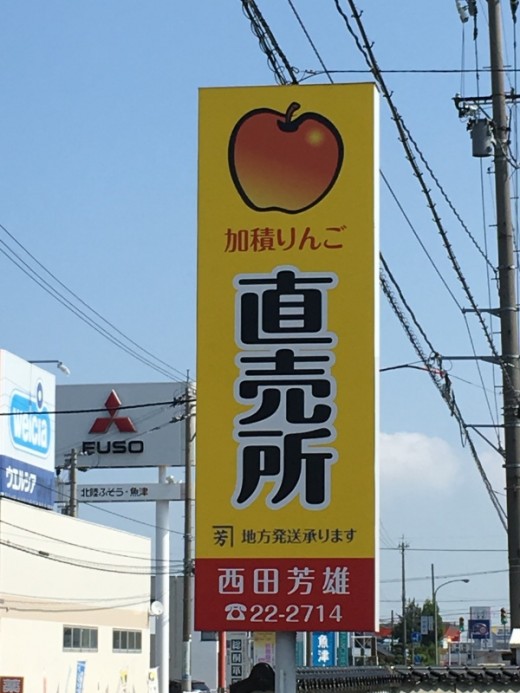 加積りんご
直売所
芳 地方発送承ります
西田芳雄
☎22-2714
welcia
ウエルシア
FUSO
北陸ふそう・魚津
魚津
薬